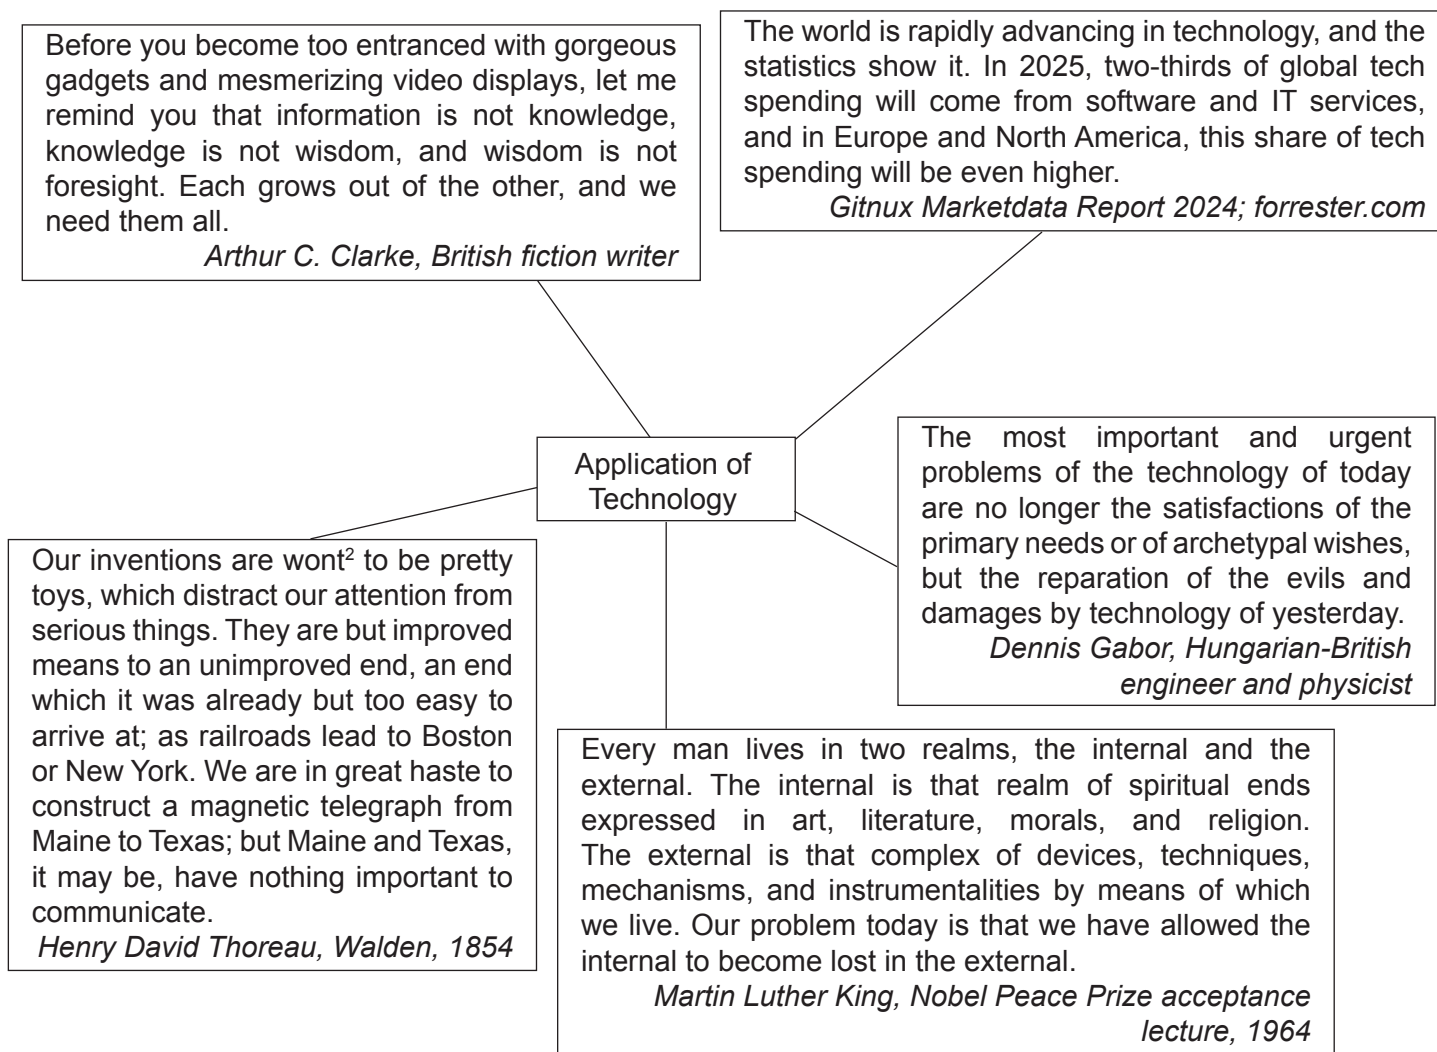 Before you become too entranced with gorgeous
gadgets and mesmerizing video displays, let me
remind you that information is not knowledge,
knowledge is not wisdom, and wisdom is not
foresight. Each grows out of the other, and we
need them all.
Arthur C. Clarke, British fiction writer
The world is rapidly advancing in technology, and the
statistics show it. In 2025, two-thirds of global tech
spending will come from software and IT services,
and in Europe and North America, this share of tech
spending will be even higher.
Gitnux Marketdata Report 2024; forrester.com
Application of
Technology
The most important and urgent
problems of the technology of today
are no longer the satisfactions of the
primary needs or of archetypal wishes,
but the reparation of the evils and
damages by technology of yesterday.
Dennis Gabor, Hungarian-British
engineer and physicist
Our inventions are wont² to be pretty
toys, which distract our attention from
serious things. They are but improved
means to an unimproved end, an end
which it was already but too easy to
arrive at; as railroads lead to Boston
or New York. We are in great haste to
construct a magnetic telegraph from
Maine to Texas; but Maine and Texas,
it may be, have nothing important to
communicate.
Henry David Thoreau, Walden, 1854
Every man lives in two realms, the internal and the
external. The internal is that realm of spiritual ends
expressed in art, literature, morals, and religion.
The external is that complex of devices, techniques,
mechanisms, and instrumentalities by means of which
we live. Our problem today is that we have allowed the
internal to become lost in the external.
Martin Luther King, Nobel Peace Prize acceptance
lecture, 1964